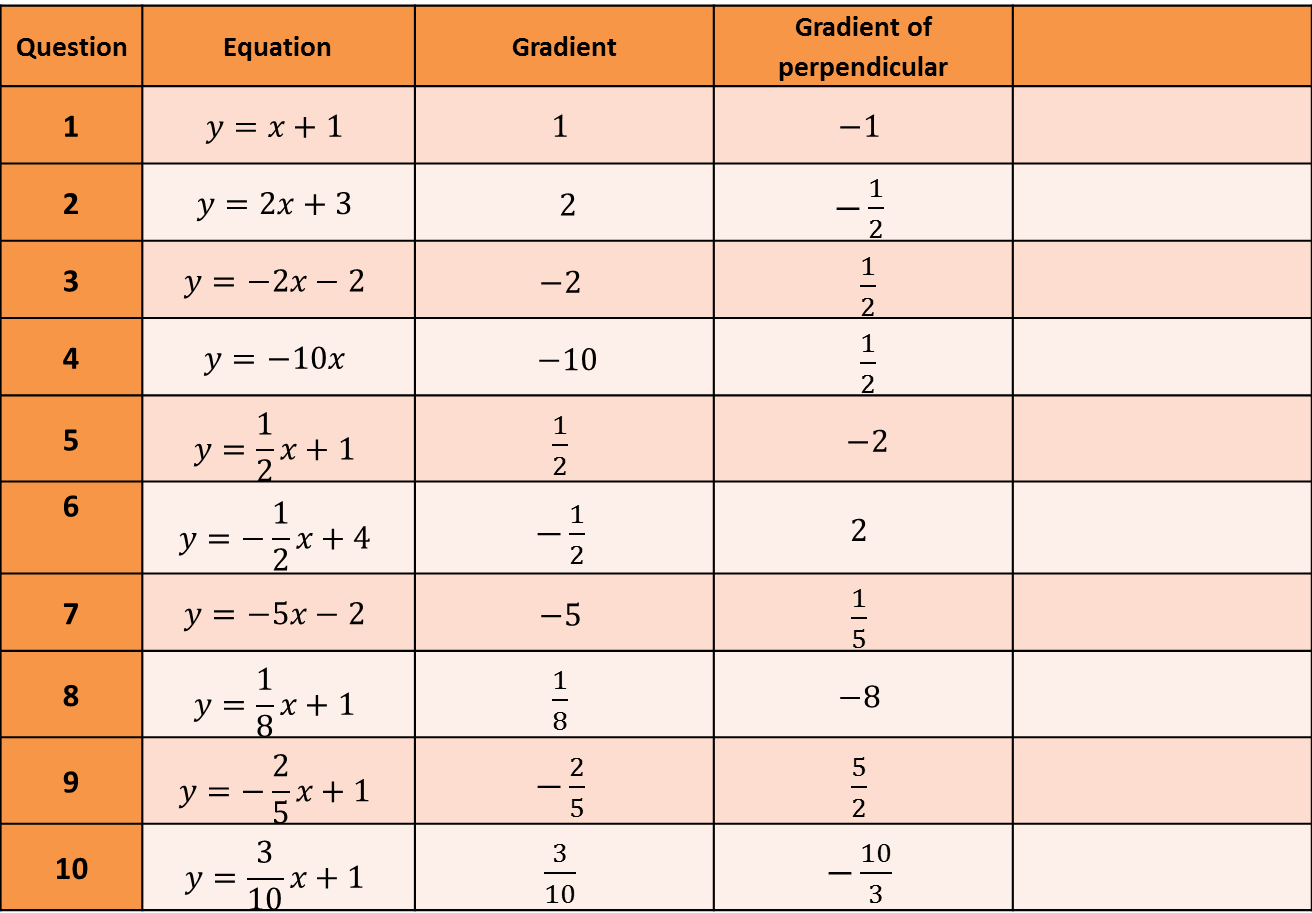 Question Equation Gradient Gradient of perpendicular
1 y = x + 1 1 −1
2 y = 2x + 3 2 −1/2
3 y = −2x − 2 −2 1/2
4 y = −10x −10 1/2
5 y = 1/2x + 1 1/2 −2
6 y = −1/2x + 4 −1/2 2
7 y = −5x − 2 −5 1/5
8 y = 1/8x + 1 1/8 −8
9 y = −2/5x + 1 −2/5 5/2
10 y = 3/10x + 1 3/10 −10/3